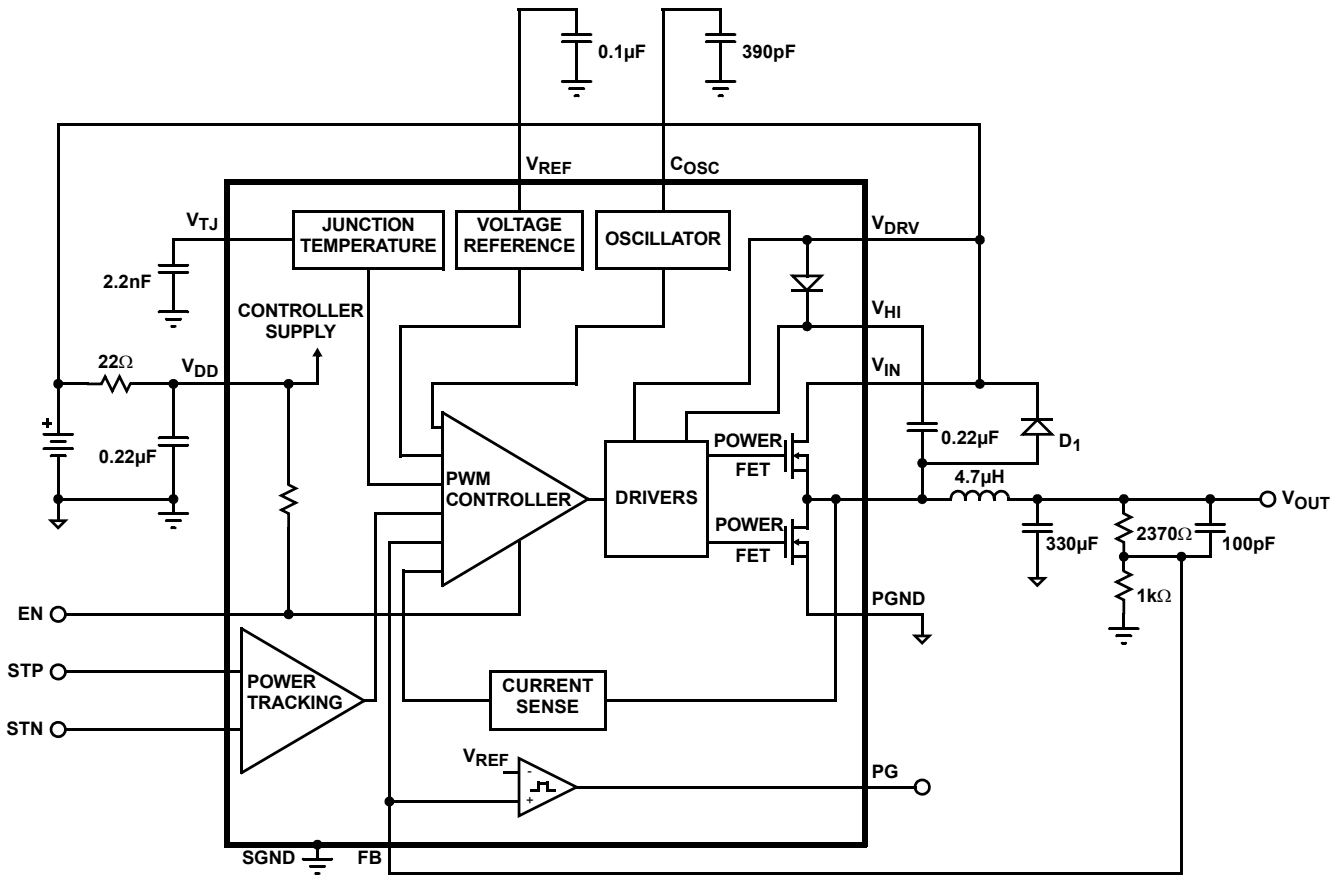 0.1µF
390pF
VREF
COSC
VTJ
JUNCTION
TEMPERATURE
VOLTAGE
REFERENCE
OSCILLATOR
VDRV
2.2nF
CONTROLLER
SUPPLY
VHI
22Ω
VDD
VIN
+
0.22µF
POWER
FET
0.22µF
D1
PWM
CONTROLLER
DRIVERS
4.7µH
VOUT
POWER
FET
330µF
2370Ω
100pF
1kΩ
EN
PGND
STP
POWER
TRACKING
CURRENT
SENSE
STN
VREF
-
+
PG
SGND
FB